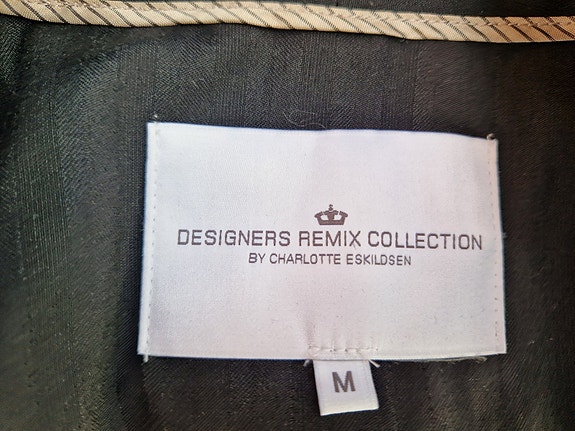 DESIGNERS REMIX COLLECTION
BY CHARLOTTE ESKILDSEN
M